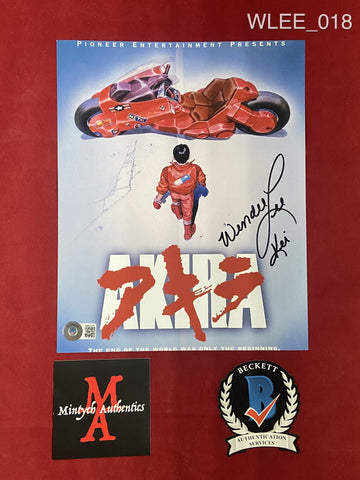 WLEE_018
PIONEER ENTERTAINMENT PRESENTS
Wendee Lee
Kei
AKIRA
アキラ
THE END OF THE WORLD WAS ONLY THE BEGINNING.
MA
Mintych Authentics
BECKETT
B
AUTHENTICATION
SERVICES